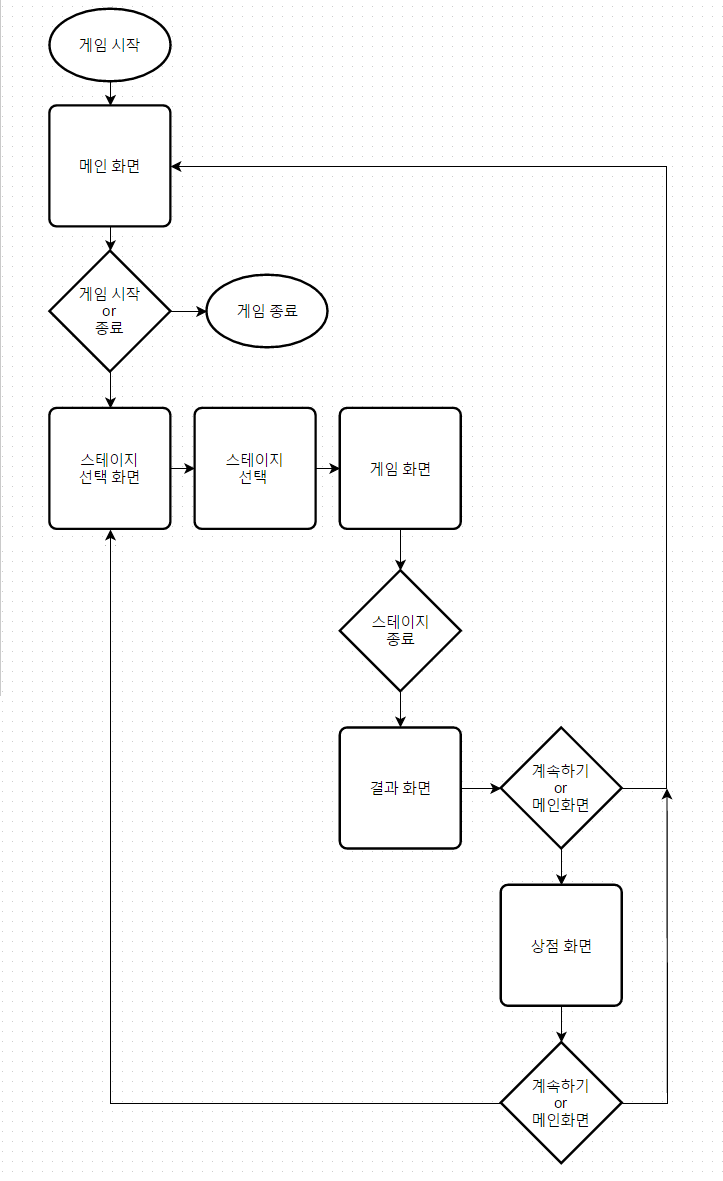 게임 시작
메인 화면
게임 시작
or
종료
게임 종료
스테이지
선택 화면
스테이지
선택
게임 화면
스테이지
종료
결과 화면
계속하기
or
메인화면
상점 화면
계속하기
or
메인화면